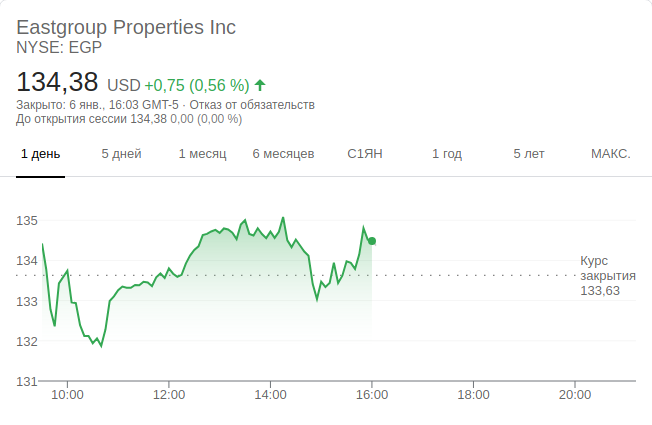 Eastgroup Properties Inc
NYSE: EGP
134,38 USD +0,75 (0,56 %)
Закрыто: 6 янв., 16:03 GMT-5 · Отказ от обязательств
До открытия сессии 134,38 0,00 (0,00 %)
1 день 5 дней 1 месяц 6 месяцев С1ЯН 1 год 5 лет МАКС.
135
134
133
132
131
Курс
закрытия
133,63
10:00 12:00 14:00 16:00 18:00 20:00